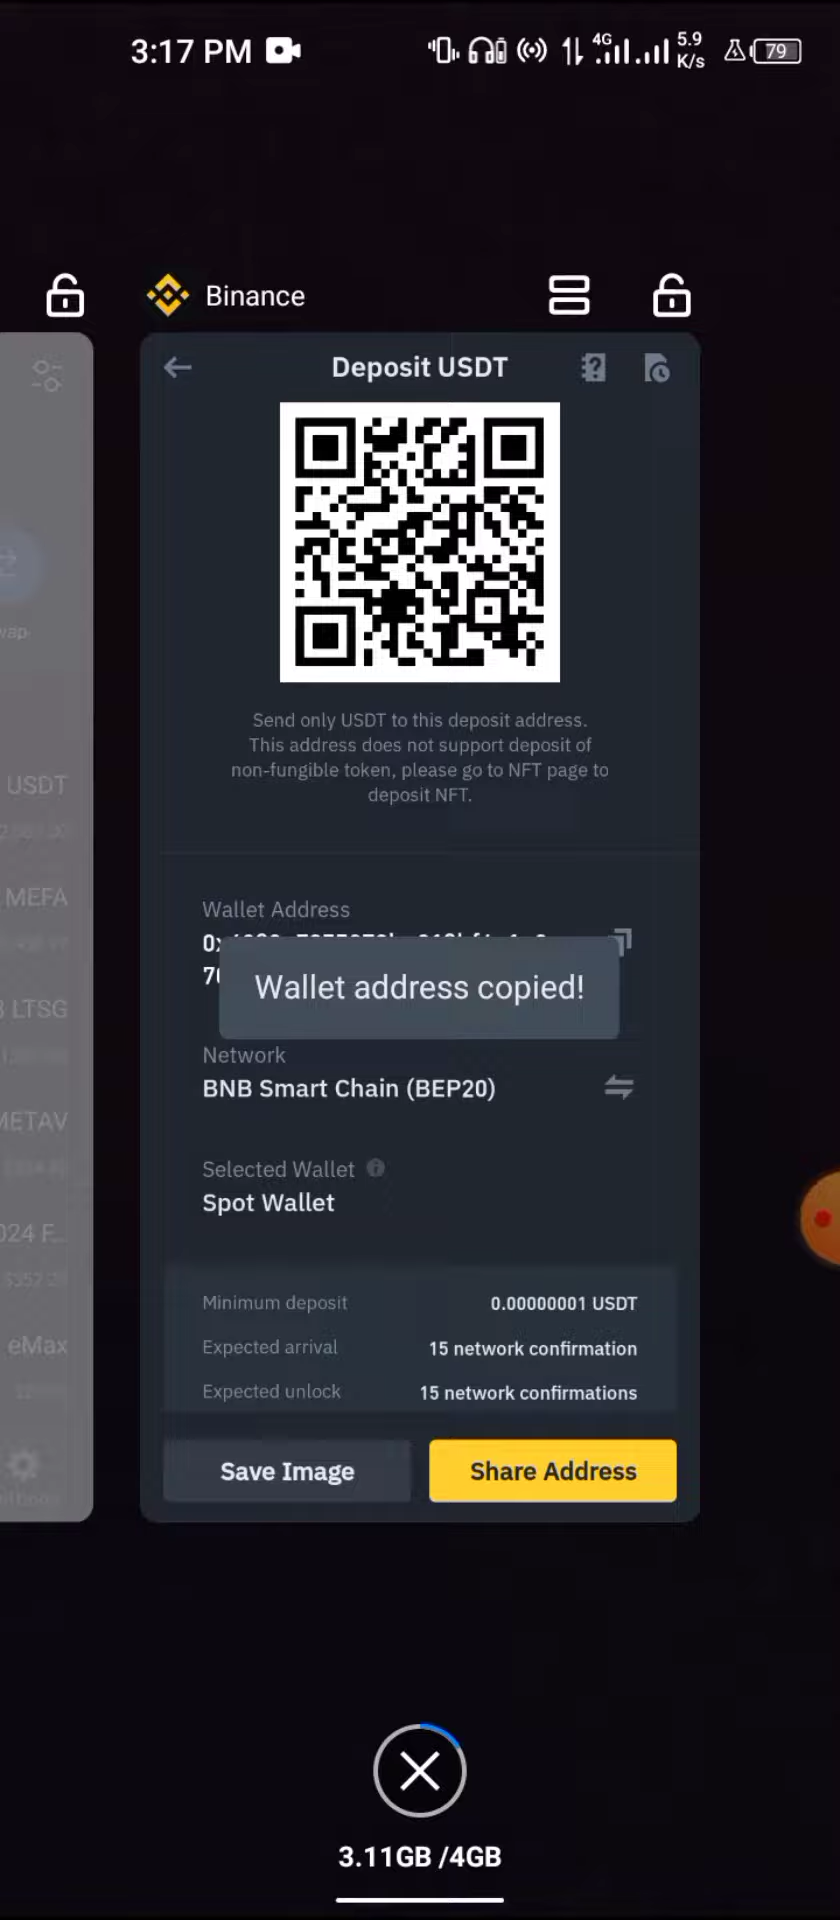 3:17 PM
4G
5.9
K/s
79
Binance
Deposit USDT
Send only USDT to this deposit address.
This address does not support deposit of
non-fungible token, please go to NFT page to
deposit NFT.
USDT
MEFA
LTSG
METAV
eMax
Wallet Address
Wallet address copied!
Network
BNB Smart Chain (BEP20)
Selected Wallet
Spot Wallet
Minimum deposit 0.00000001 USDT
Expected arrival 15 network confirmation
Expected unlock 15 network confirmations
Save Image Share Address
3.11GB /4GB